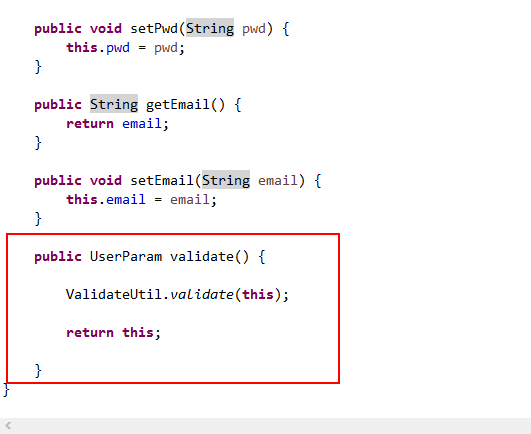 public void setPwd(String pwd) {
this.pwd = pwd;
}
public String getEmail() {
return email;
}
public void setEmail(String email) {
this.email = email;
}
public UserParam validate() {
ValidateUtil.validate(this);
return this;
}
}